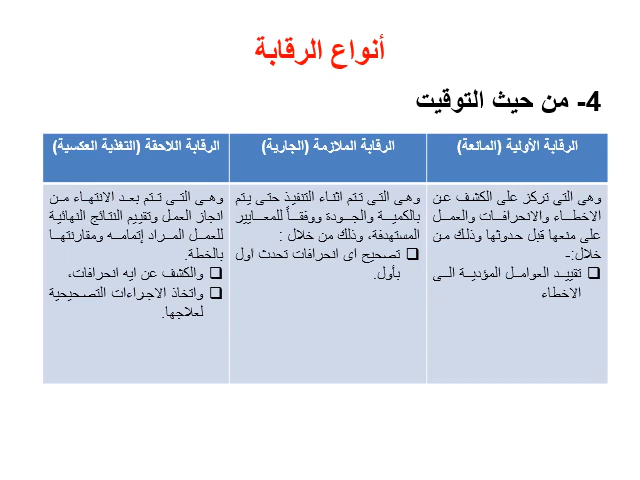 أنواع الرقابة
4- من حيث التوقيت
الرقابة الأولية (المانعة)
الرقابة الملازمة (الجارية)
الرقابة اللاحقة (التغذية العكسية)
وهى التى تركز على الكشف عن
الاخطاء والانحرافات والعمل
على منعها قبل حدوثها وذلك من
خلال:-
❑ تقييد العوامل المؤدية الى
الاخطاء
وهى التى تتم اثناء التنفيذ حتى يتم
بالكمية والجودة ووفقاً للمعايير
المستهدفة، وذلك من خلال :
❑ تصحيح اى انحرافات تحدث اول
بأول.
وهى التى تتم بعد الانتهاء من
انجاز العمل وتقييم النتائج النهائية
للعمل المراد إتمامه ومقارنتها
بالخطة.
❑ والكشف عن ايه انحرافات،
❑ واتخاذ الاجراءات التصحيحية
لعلاجها.